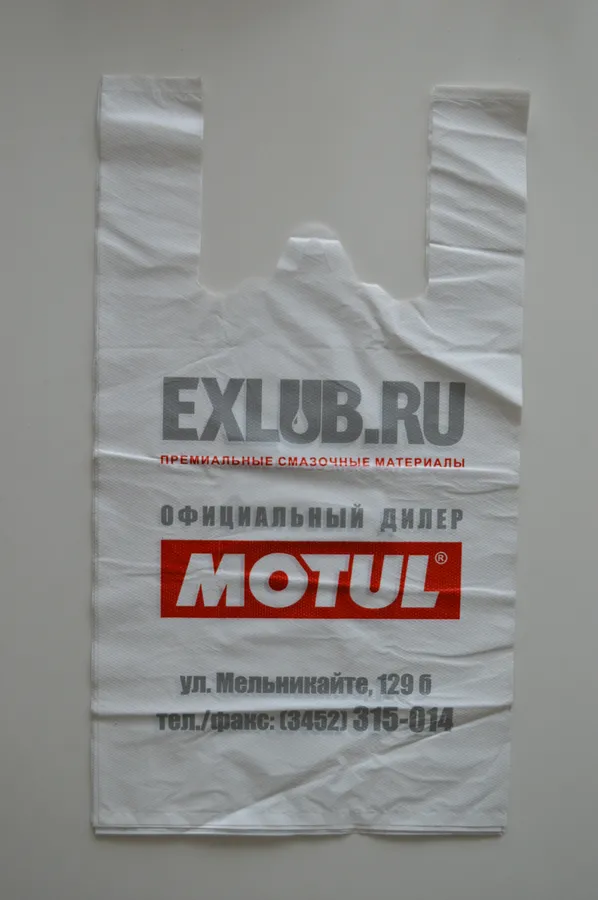 EXLUB.RU
ПРЕМИАЛЬНЫЕ СМАЗОЧНЫЕ МАТЕРИАЛЫ
ОФИЦИАЛЬНЫЙ ДИЛЕР
MOTUL®
ул. Мельникайте, 129 б
тел./факс: (3452) 315-014